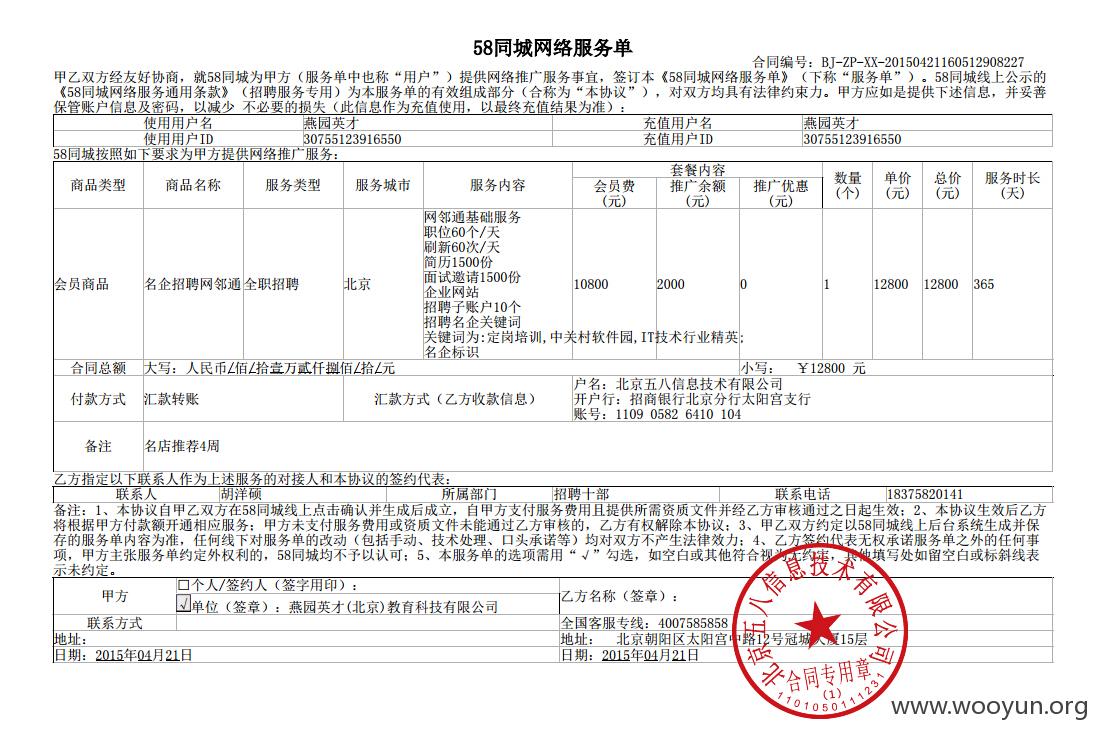 58同城网络服务单
合同编号：BJ-ZP-XX-20150421160512908227
甲乙双方经友好协商，就58同城为甲方（服务单中也称“用户”）提供网络推广服务事宜，签订本《58同城网络服务单》（下称“服务单”）。58同城线上公示的
《58同城网络服务通用条款》（招聘服务专用）为本服务单的有效组成部分（合称为“本协议”），对双方均具有法律约束力。甲方应如是提供下述信息，并妥善
保管账户信息及密码，以减少 不必要的损失（此信息作为充值使用，以最终充值结果为准）：
使用用户名 燕园英才 充值用户名 燕园英才
使用用户ID 30755123916550 充值用户ID 30755123916550
58同城按照如下要求为甲方提供网络推广服务：
商品类型 商品名称 服务类型 服务城市 服务内容 套餐内容 数量（个） 单价（元） 总价（元） 服务时长（天）
会员费（元） 推广余额（元） 推广优惠（元）
会员商品 名企招聘网邻通 全职招聘 北京
网邻通基础服务
职位60个/天
刷新60次/天
简历1500份
面试邀请1500份
企业网站
招聘子账户10个
招聘名企关键词
关键词为：定岗培训,中关村软件园,IT技术行业精英;
名企标识
10800 2000 0 1 12800 12800 365
合同总额 大写：人民币/佰/拾壹万贰仟捌佰/拾/元 小写： ￥12800 元
付款方式 汇款转账 汇款方式（乙方收款信息）
户名：北京五八信息技术有限公司
开户行：招商银行北京分行太阳宫支行
账号：1109 0582 6410 104
备注 名店推荐4周
乙方指定以下联系人作为上述服务的对接人和本协议的签约代表：
联系人 胡洋硕 所属部门 招聘十部 联系电话 18375820141
备注：1、本协议自甲乙双方在58同城线上点击确认并生成后成立，自甲方支付服务费用且提供所需资质文件并经乙方审核通过之日起生效；2、本协议生效后乙方
将根据甲方付款额开通相应服务；甲方未支付服务费用或资质文件未能通过乙方审核的，乙方有权解除本协议；3、甲乙双方约定以58同城线上后台系统生成并保
存的服务单内容为准，任何线下对服务单的改动（包括手动、技术处理、口头承诺等）均对双方不产生法律效力；4、乙方签约代表无权承诺服务单之外的任何事
项，甲方主张服务单约定外权利的，58同城均不予以认可；5、本服务单的选项需用“√”勾选，如空白或其他符合视为无约束，其他填写处如留空白或标斜线表
示未约定。
甲方
□个人/签约人（签字用印）：
√单位（签章）：燕园英才(北京)教育科技有限公司
乙方名称（签章）：
联系方式 全国客服专线：4007585858
地址： 地址： 北京朝阳区太阳宫中路12号冠城大厦15层
日期：2015年04月21日 日期：2015年04月21日
北京五八信息技术有限公司
合同专用章
(1)
1101050111231
www.wooyun.org